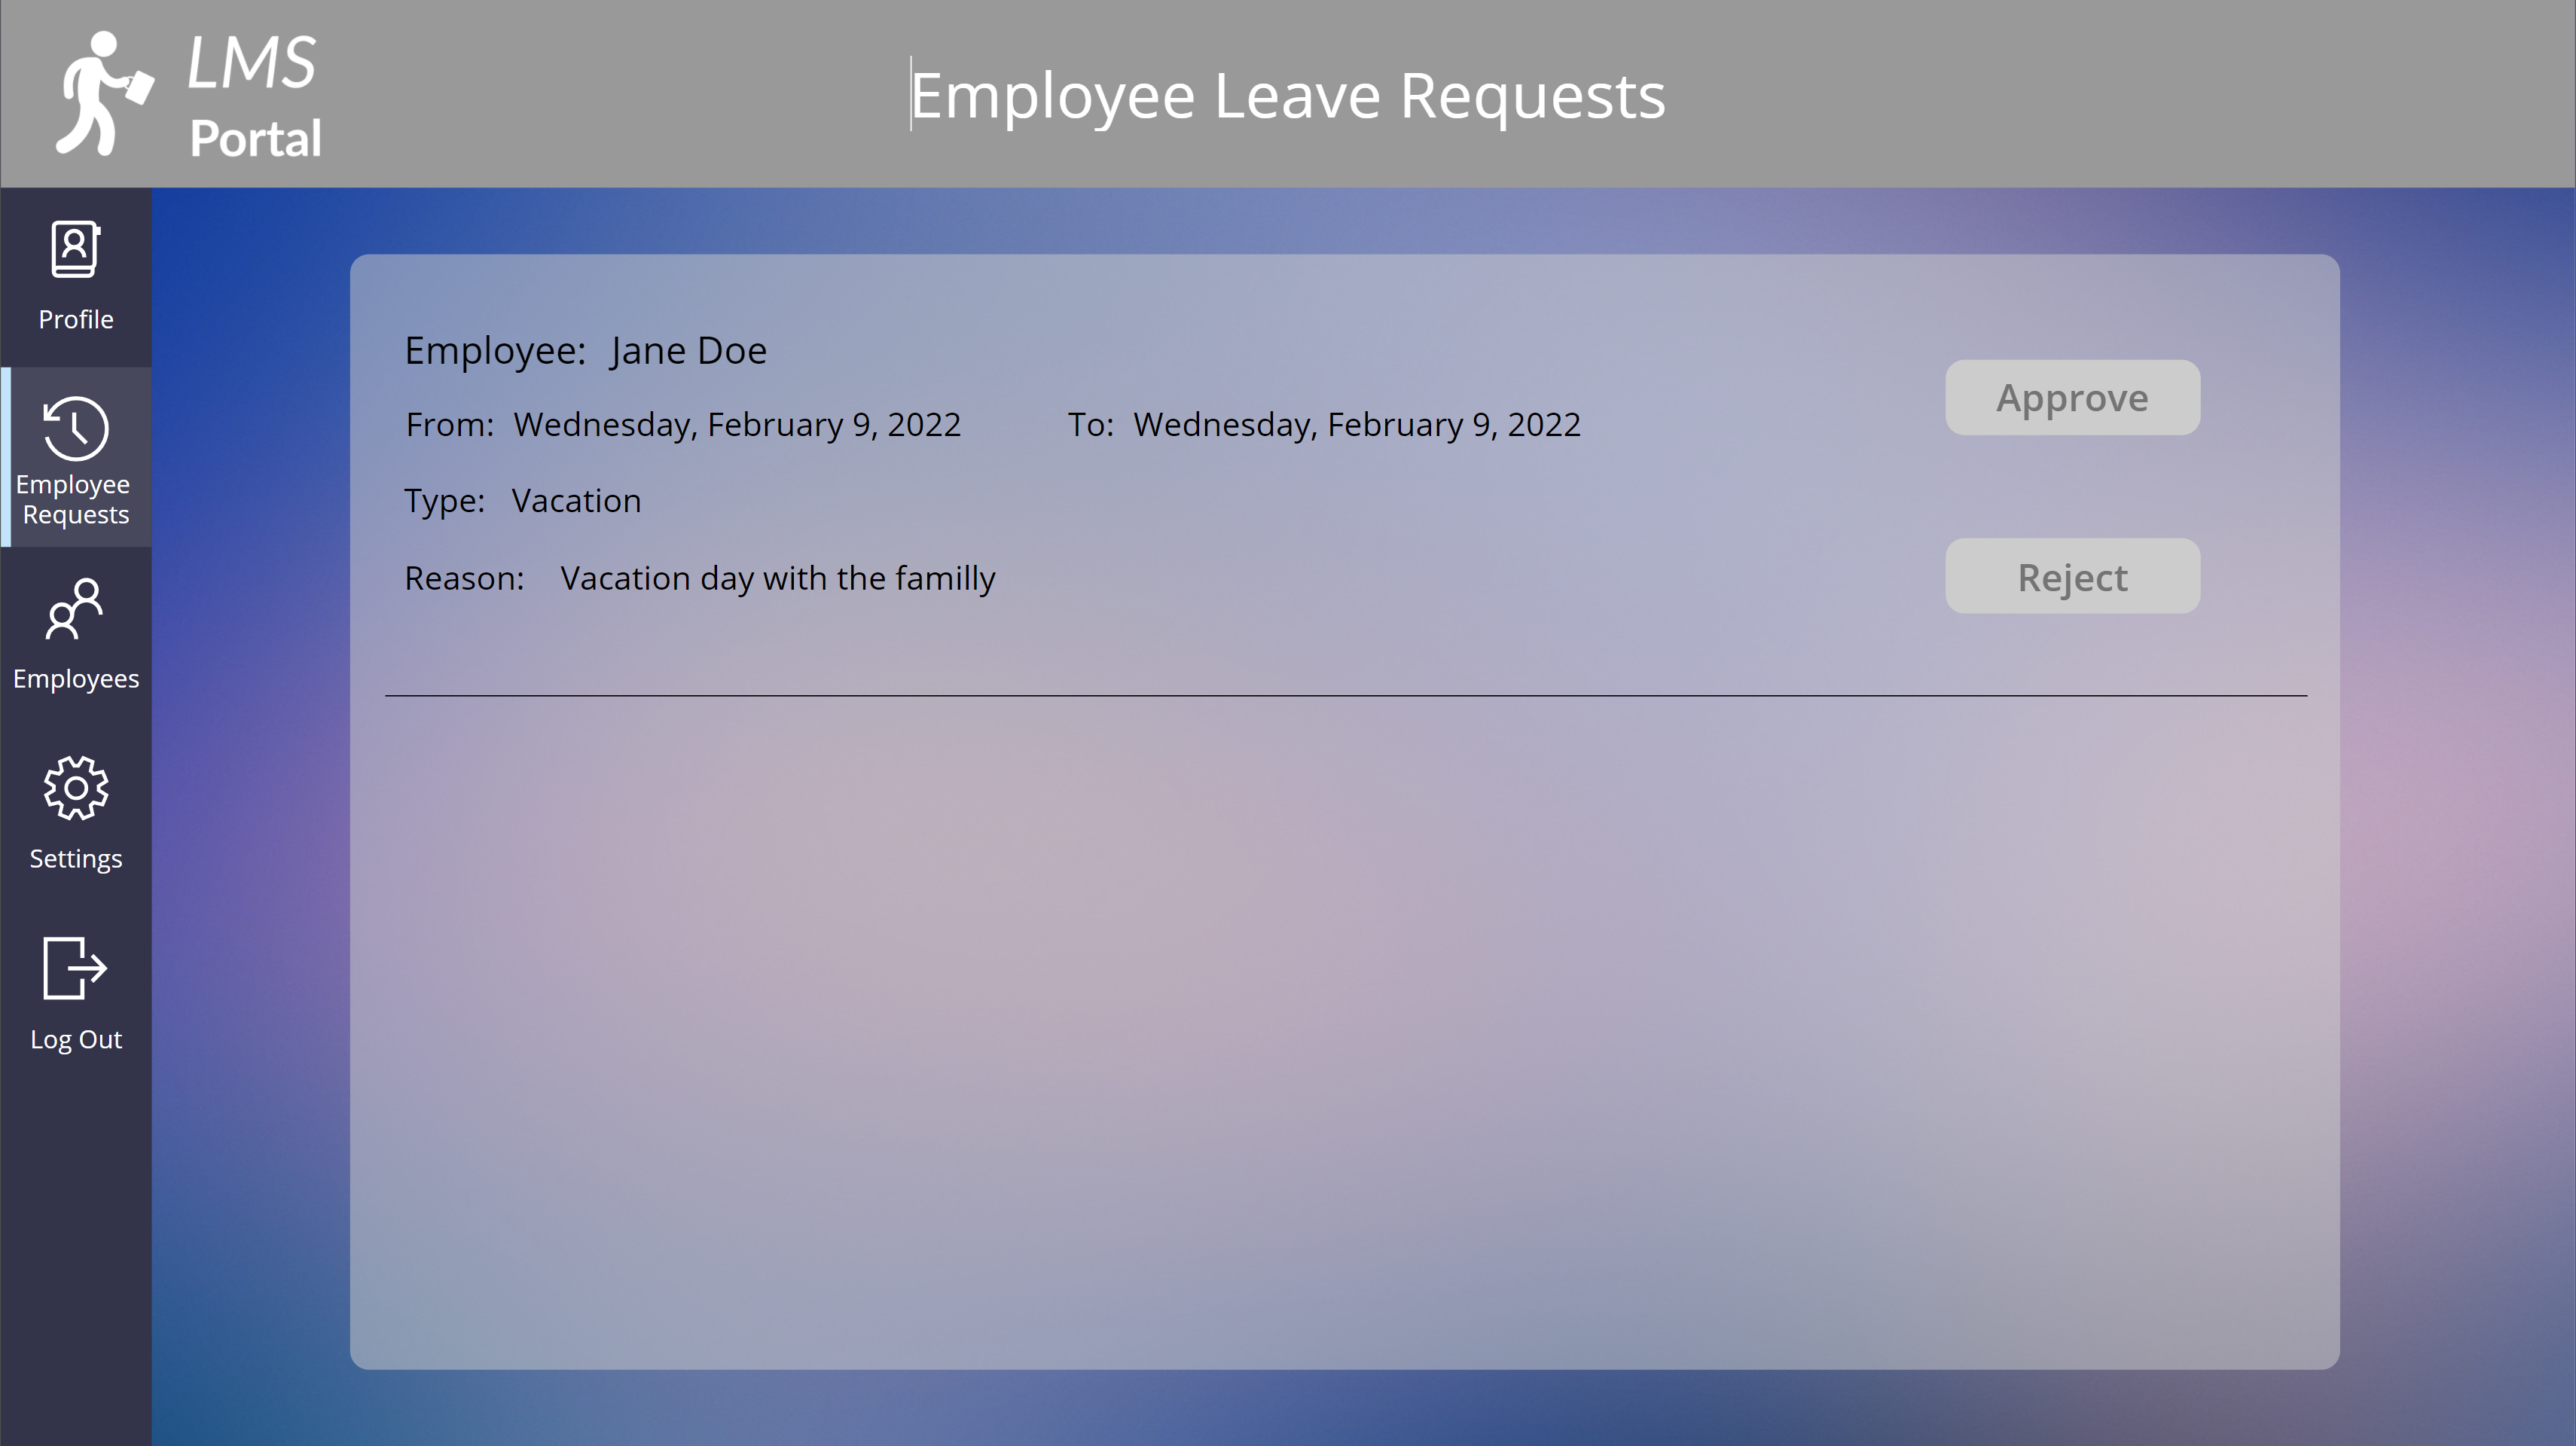 LMS
Portal
Employee Leave Requests
Profile
Employee
Requests
Employees
Settings
Log Out
Employee: Jane Doe
From: Wednesday, February 9, 2022 To: Wednesday, February 9, 2022
Type: Vacation
Reason: Vacation day with the familly
Approve
Reject